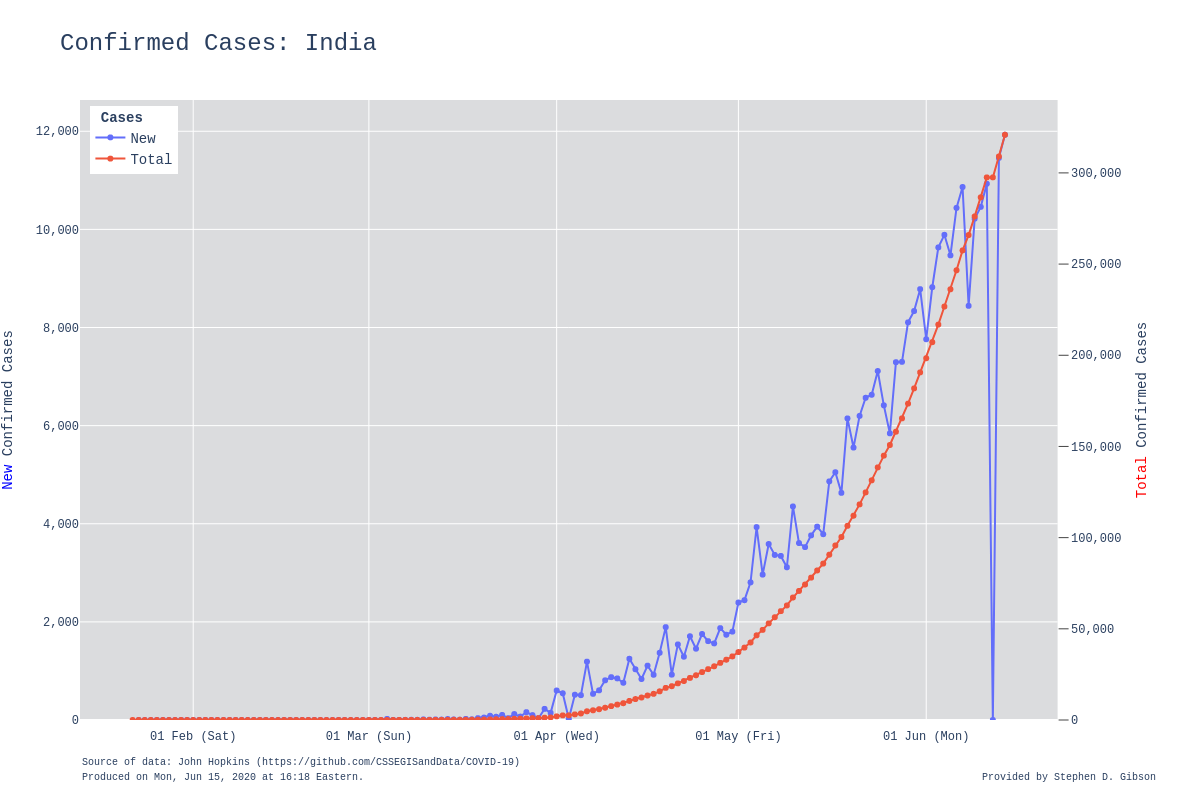 Confirmed Cases: India
Cases
New
Total
12,000
10,000
8,000
6,000
4,000
2,000
0
New Confirmed Cases
300,000
250,000
200,000
150,000
100,000
50,000
0
Total Confirmed Cases
01 Feb (Sat)
01 Mar (Sun)
01 Apr (Wed)
01 May (Fri)
01 Jun (Mon)
Source of data: John Hopkins (https://github.com/CSSEGISandData/COVID-19)
Produced on Mon, Jun 15, 2020 at 16:18 Eastern.
Provided by Stephen D. Gibson